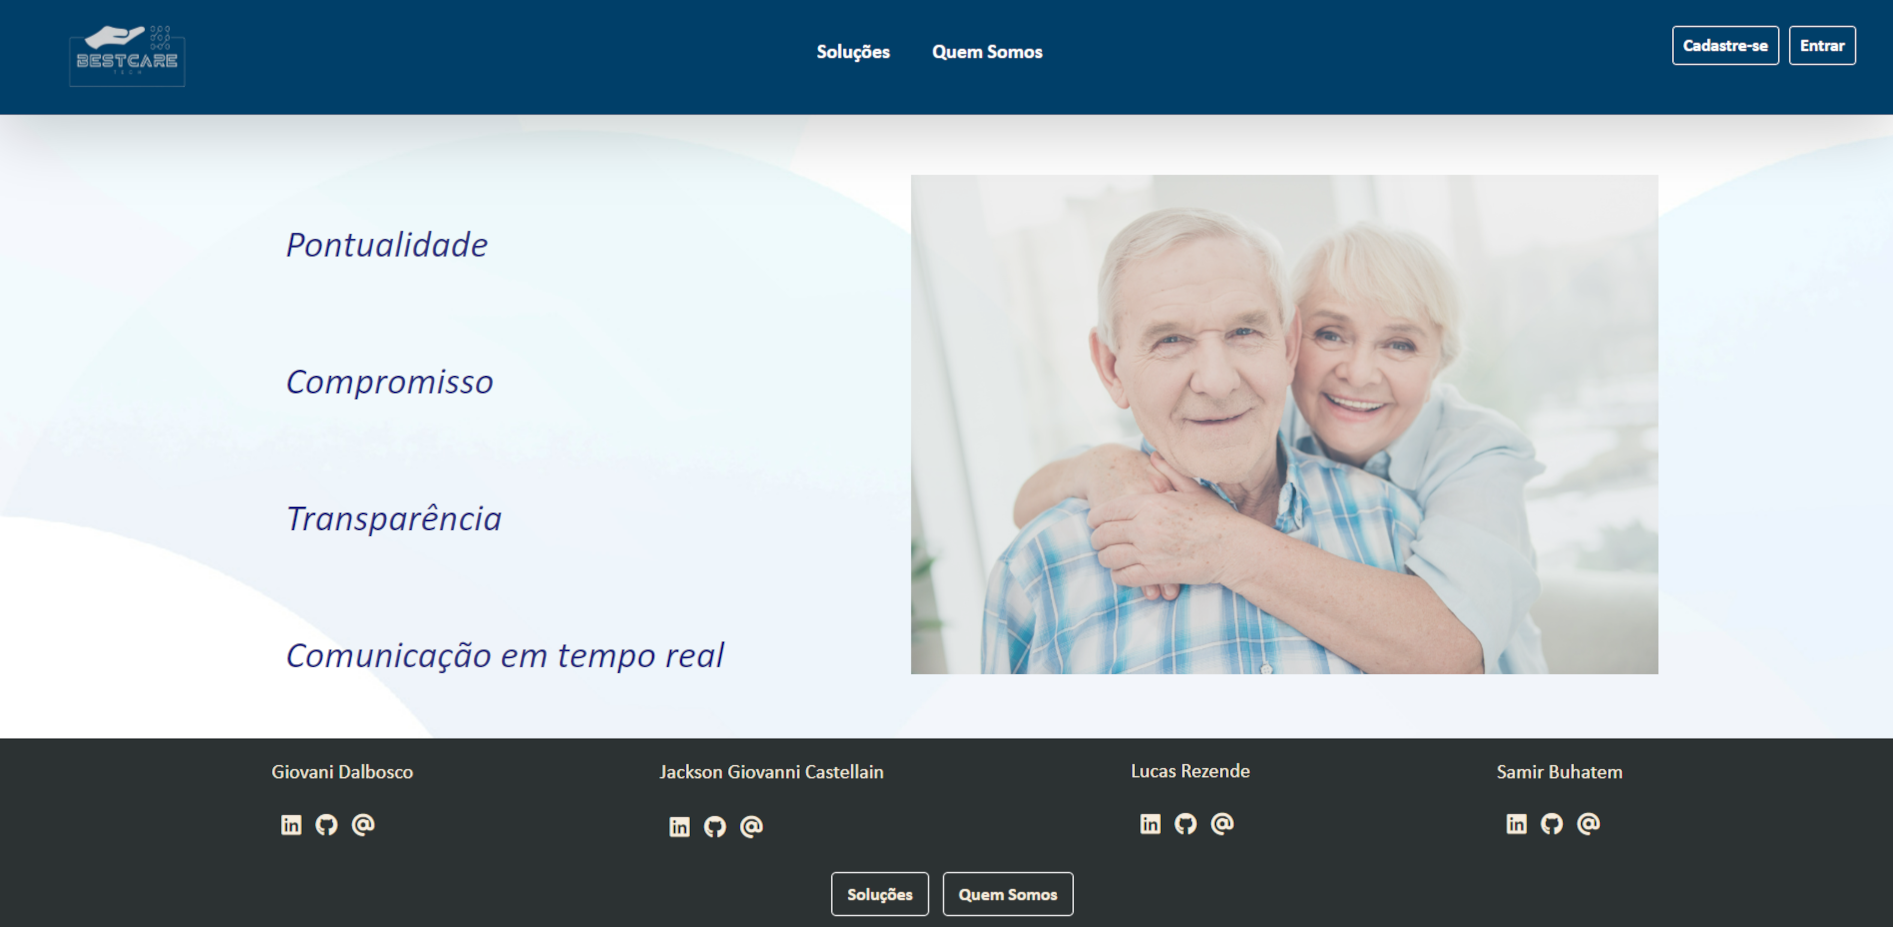 BESTCARE
TECH
Soluções
Quem Somos
Cadastre-se
Entrar
Pontualidade
Compromisso
Transparência
Comunicação em tempo real
Giovani Dalbosco
Jackson Giovanni Castellain
Lucas Rezende
Samir Buhatem
Soluções
Quem Somos